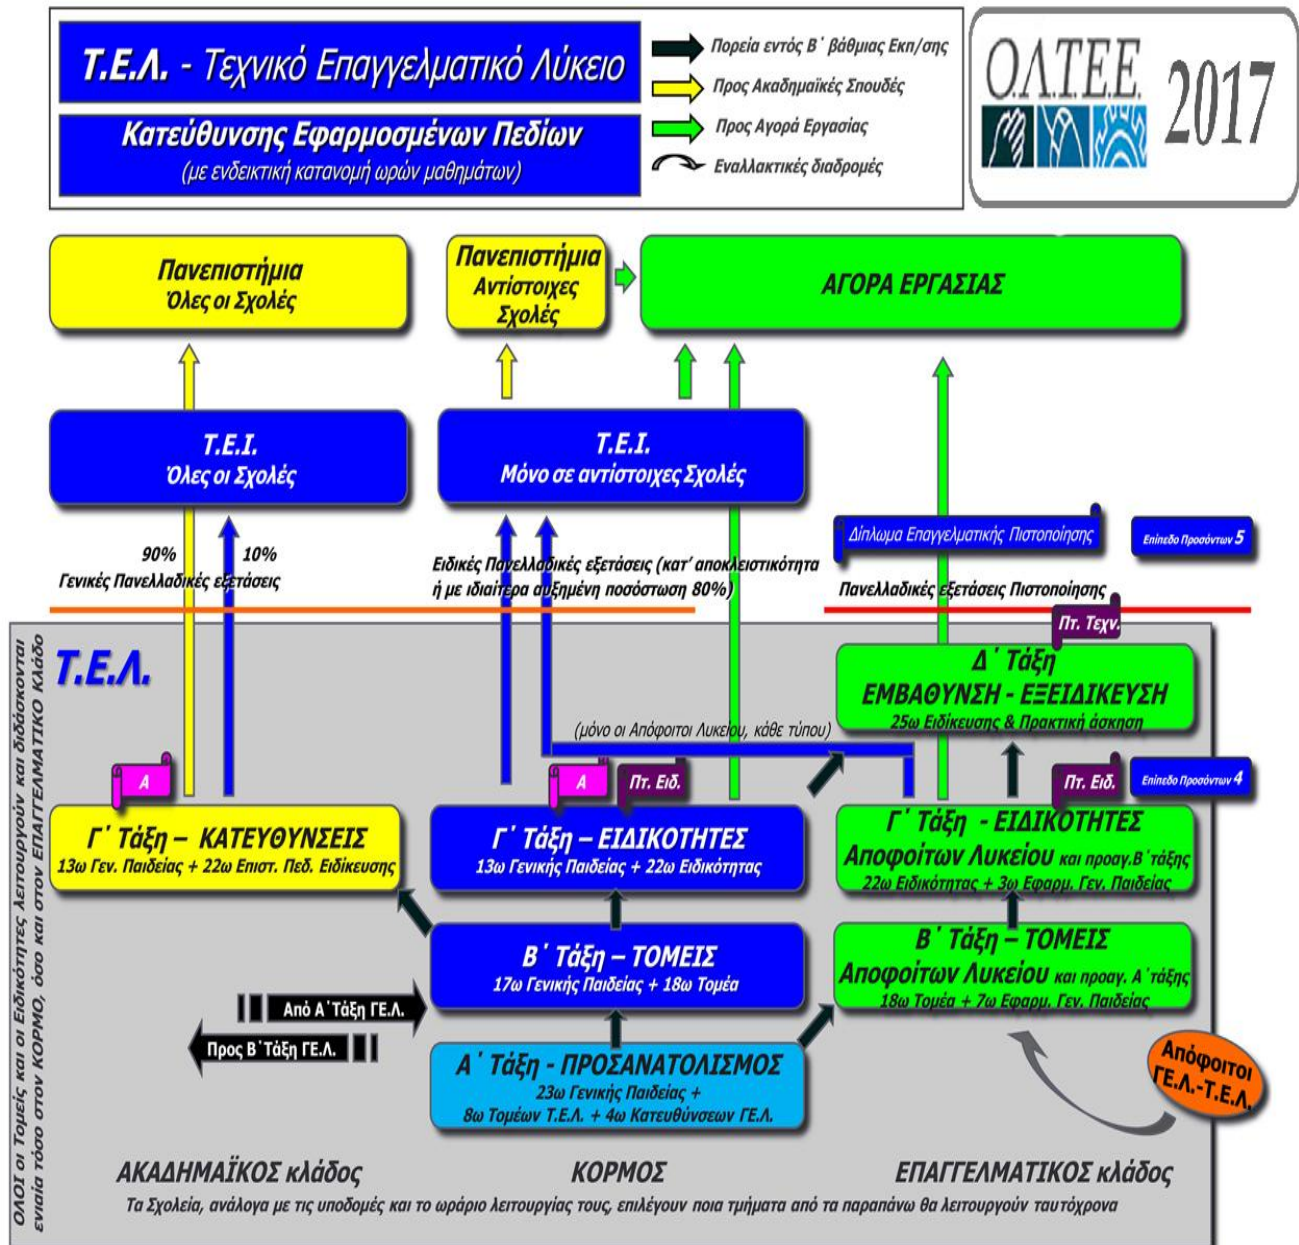 Τ.Ε.Λ. - Τεχνικό Επαγγελματικό Λύκειο
Κατεύθυνσης Εφαρμοσμένων Πεδίων
(με ενδεικτική κατανομή ωρών μαθημάτων)
Πορεία εντός Β΄ βάθμιας Εκπ/σης
Προς Ακαδημαϊκές Σπουδές
Προς Αγορά Εργασίας
Εναλλακτικές διαδρομές
Ο.Λ.Τ.Ε.Ε.
2017
Πανεπιστήμια
Όλες οι Σχολές
Πανεπιστήμια
Αντίστοιχες
Σχολές
ΑΓΟΡΑ ΕΡΓΑΣΙΑΣ
Τ.Ε.Ι.
Όλες οι Σχολές
Τ.Ε.Ι.
Μόνο σε αντίστοιχες Σχολές
Δίπλωμα Επαγγελματικής Πιστοποίησης
Επίπεδο Προσόντων 5
90%
10%
Γενικές Πανελλαδικές εξετάσεις
Ειδικές Πανελλαδικές εξετάσεις (κατ' αποκλειστικότητα
ή με ιδιαίτερα αυξημένη ποσόστωση 80%)
Πανελλαδικές εξετάσεις Πιστοποίησης
ΟΛΟΙ οι Τομείς και οι Ειδικότητες λειτουργούν και διδάσκονται
ενιαία τόσο στον ΚΟΡΜΟ, όσο και στον ΕΠΑΓΓΕΛΜΑΤΙΚΟ Κλάδο
Τ.Ε.Λ.
Πτ. Τεχν.
Δ΄ Τάξη
ΕΜΒΑΘΥΝΣΗ - ΕΞΕΙΔΙΚΕΥΣΗ
25ω Ειδίκευσης & Πρακτική άσκηση
(μόνο οι Απόφοιτοι Λυκείου, κάθε τύπου)
Α
Α
Πτ. Ειδ.
Πτ. Ειδ.
Επίπεδο Προσόντων 4
Γ΄ Τάξη – ΚΑΤΕΥΘΥΝΣΕΙΣ
13ω Γεν. Παιδείας + 22ω Επιστ. Πεδ. Ειδίκευσης
Γ΄ Τάξη – ΕΙΔΙΚΟΤΗΤΕΣ
13ω Γενικής Παιδείας + 22ω Ειδικότητας
Γ΄ Τάξη - ΕΙΔΙΚΟΤΗΤΕΣ
Αποφοίτων Λυκείου και προαγ.Β΄τάξης
22ω Ειδικότητας + 3ω Εφαρμ. Γεν. Παιδείας
Β΄ Τάξη – ΤΟΜΕΙΣ
17ω Γενικής Παιδείας + 18ω Τομέα
Β΄ Τάξη – ΤΟΜΕΙΣ
Αποφοίτων Λυκείου και προαγ. Α΄τάξης
18ω Τομέα + 7ω Εφαρμ. Γεν. Παιδείας
Από Α΄Τάξη ΓΕ.Λ.
Προς Β΄Τάξη ΓΕ.Λ.
Α΄ Τάξη - ΠΡΟΣΑΝΑΤΟΛΙΣΜΟΣ
23ω Γενικής Παιδείας +
8ω Τομέων Τ.Ε.Λ. + 4ω Κατευθύνσεων ΓΕ.Λ.
Απόφοιτοι
ΓΕ.Λ.-Τ.Ε.Λ.
ΑΚΑΔΗΜΑΪΚΟΣ κλάδος
ΚΟΡΜΟΣ
ΕΠΑΓΓΕΛΜΑΤΙΚΟΣ κλάδος
Τα Σχολεία, ανάλογα με τις υποδομές και το ωράριο λειτουργίας τους, επιλέγουν ποια τμήματα από τα παραπάνω θα λειτουργούν ταυτόχρονα